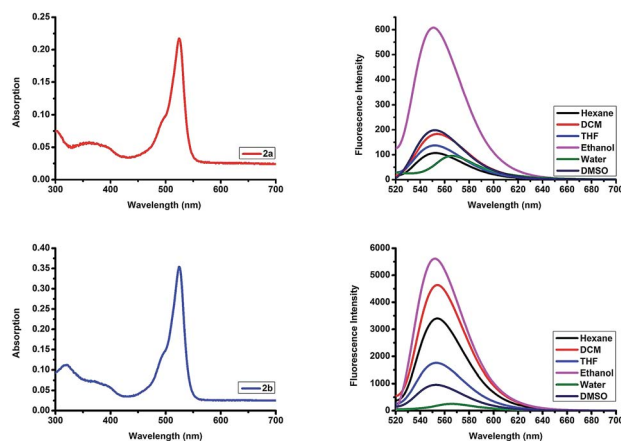 0.25
0.20
0.15
0.10
0.05
0.00
Absorption
300
400
500
600
700
Wavelength (nm)
2a
600
500
400
300
200
100
0
Fluorescence Intensity
520
540
560
580
600
620
640
660
680
700
Wavelength (nm)
Hexane
DCM
THF
Ethanol
Water
DMSO
0.40
0.35
0.30
0.25
0.20
0.15
0.10
0.05
0.00
Absorption
300
400
500
600
700
Wavelength (nm)
2b
6000
5000
4000
3000
2000
1000
0
Fluorescence Intensity
520
540
560
580
600
620
640
660
680
700
Wavelength (nm)
Hexane
DCM
THF
Ethanol
Water
DMSO